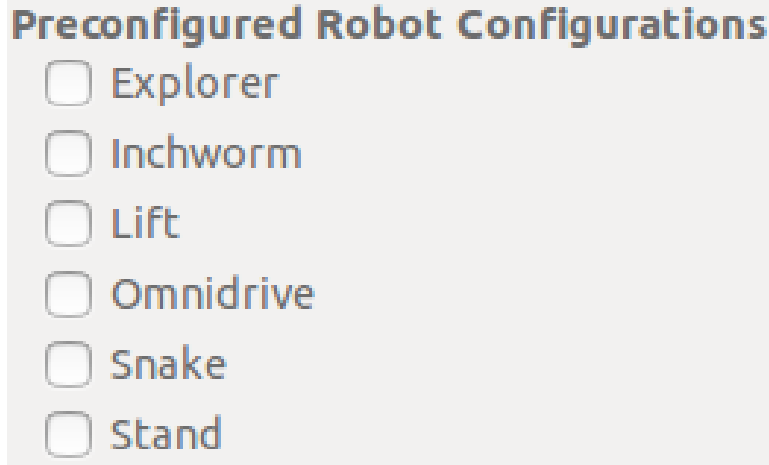 Preconfigured Robot Configurations
Explorer
Inchworm
Lift
Omnidrive
Snake
Stand